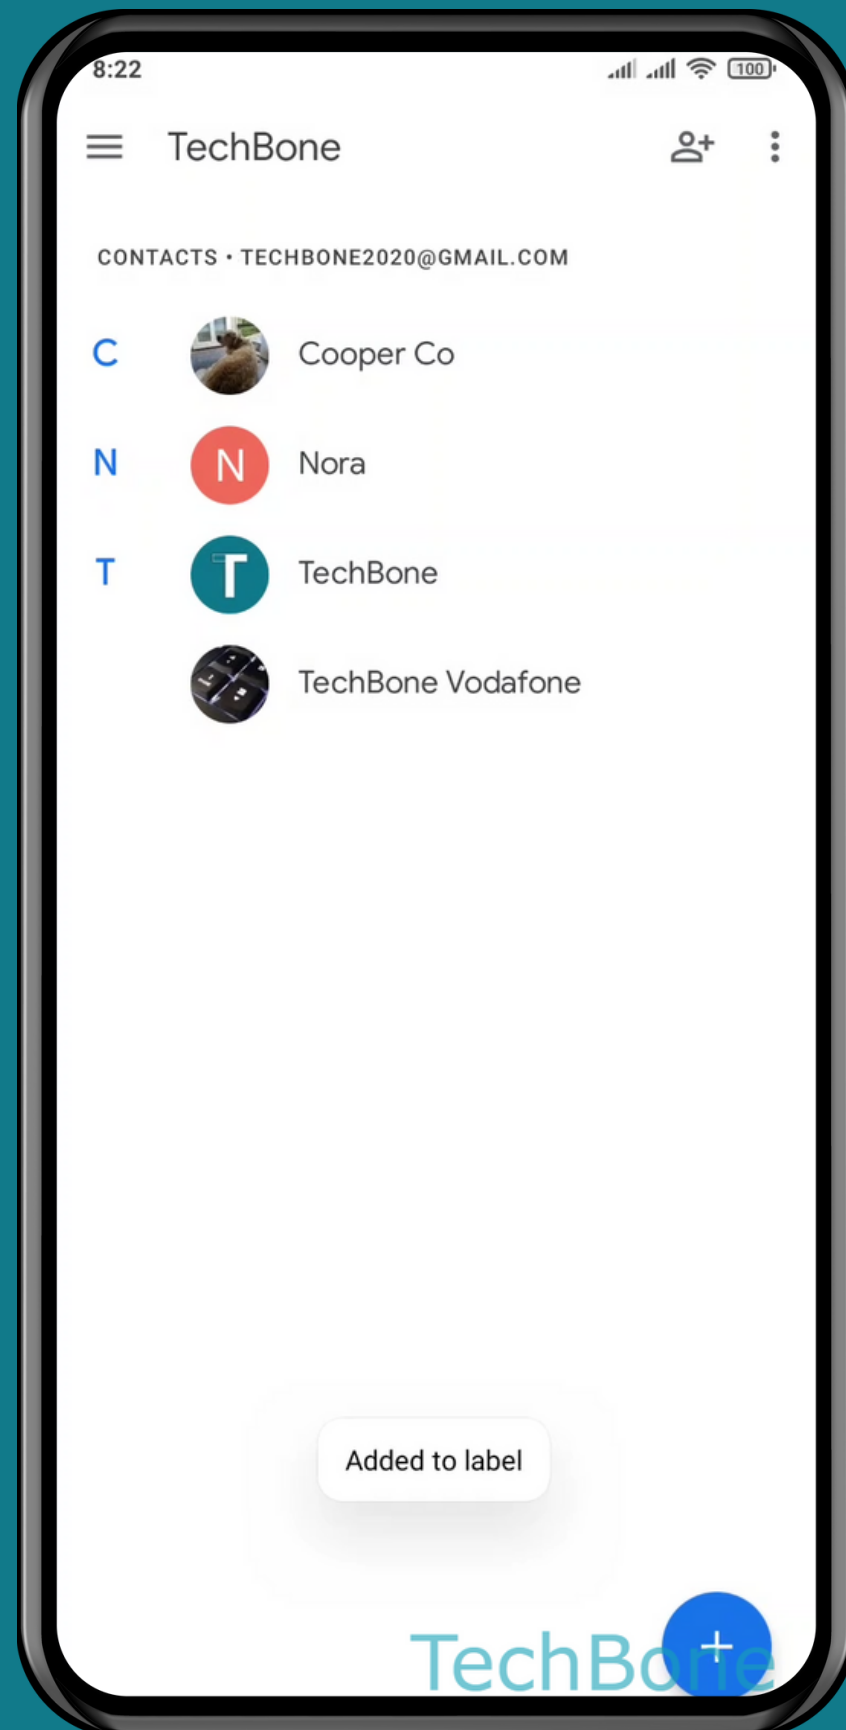 8:22
100
TechBone
CONTACTS • TECHBONE2020@GMAIL.COM
C
Cooper Co
N
N
Nora
T
T
TechBone
TechBone Vodafone
Added to label
TechBone